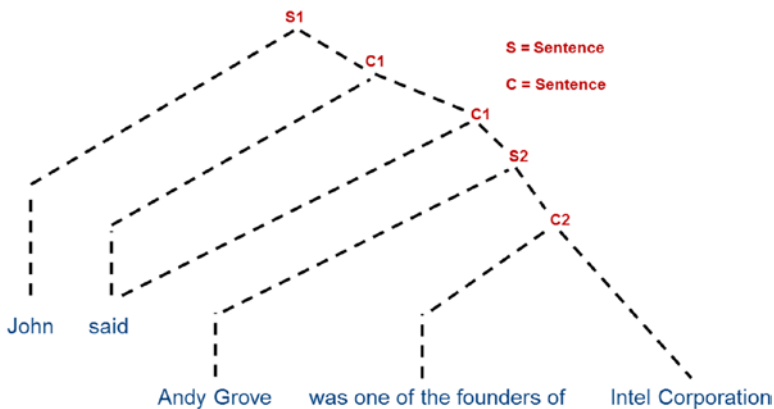 S1
S = Sentence
C1
C = Sentence
C1
S2
C2
John said
Andy Grove was one of the founders of Intel Corporation